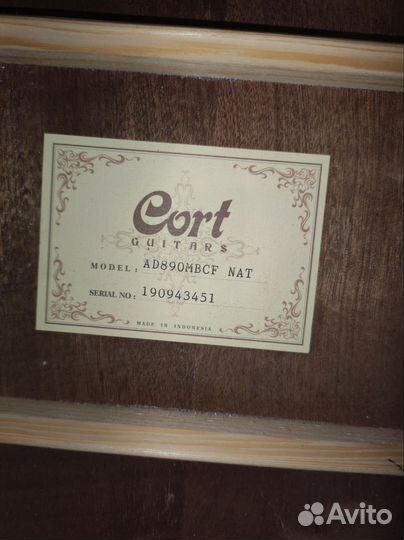 Cort
GUITARS
MODEL: AD890MBCF NAT
SERIAL NO: 190943451
MADE IN INDONESIA
Avito